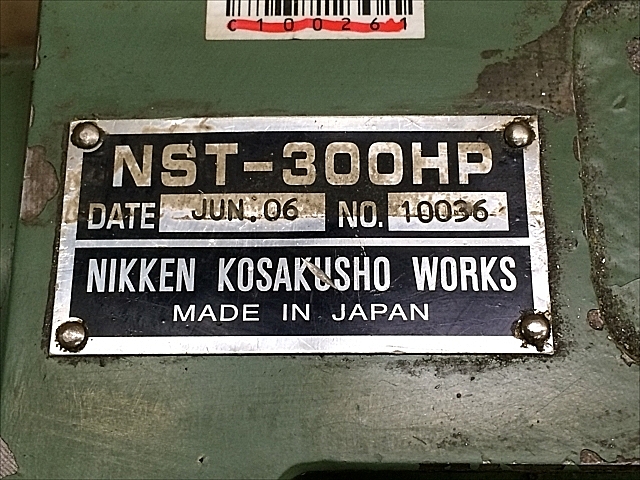 C100261
NST-300HP
DATE JUN.06 NO. 10036
NIKKEN KOSAKUSHO WORKS
MADE IN JAPAN